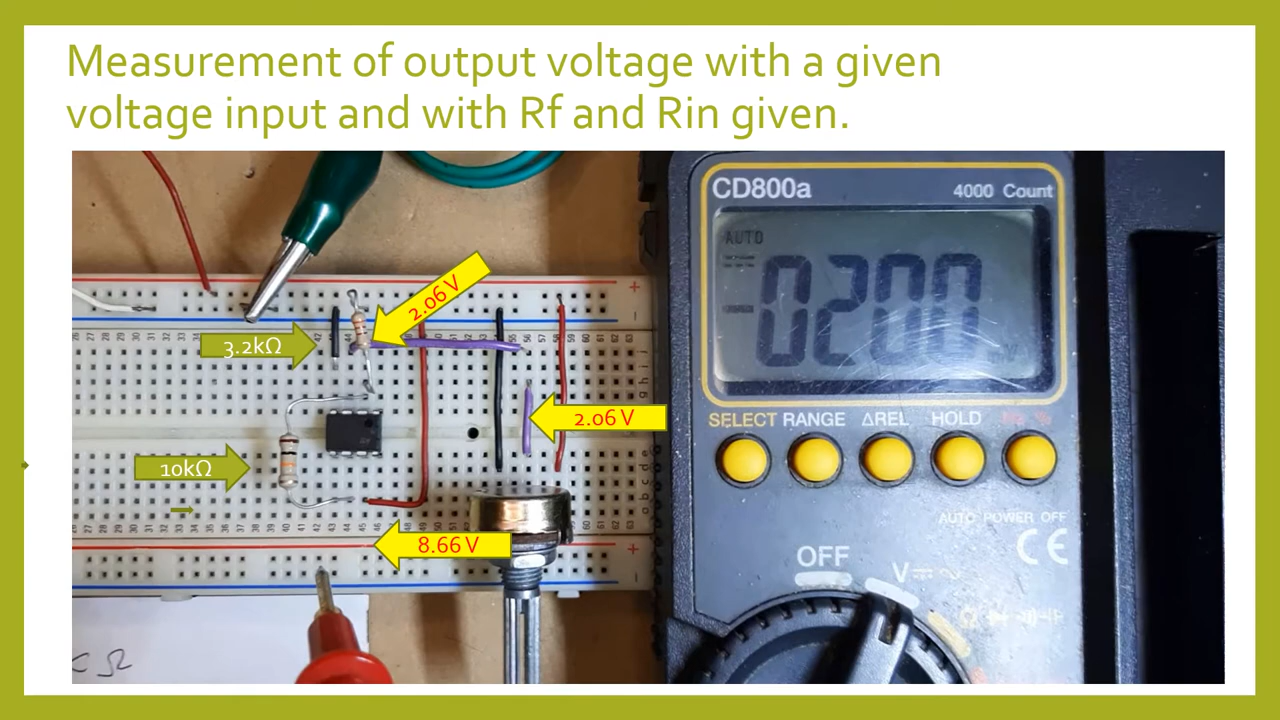 Measurement of output voltage with a given
voltage input and with Rf and Rin given.
CD800a
4000 Count
AUTO
-0200
2.06 V
3.2kΩ
SELECT RANGE ΔREL HOLD
2.06 V
10kΩ
AUTO POWER OFF
CE
8.66 V
OFF
V
Ω